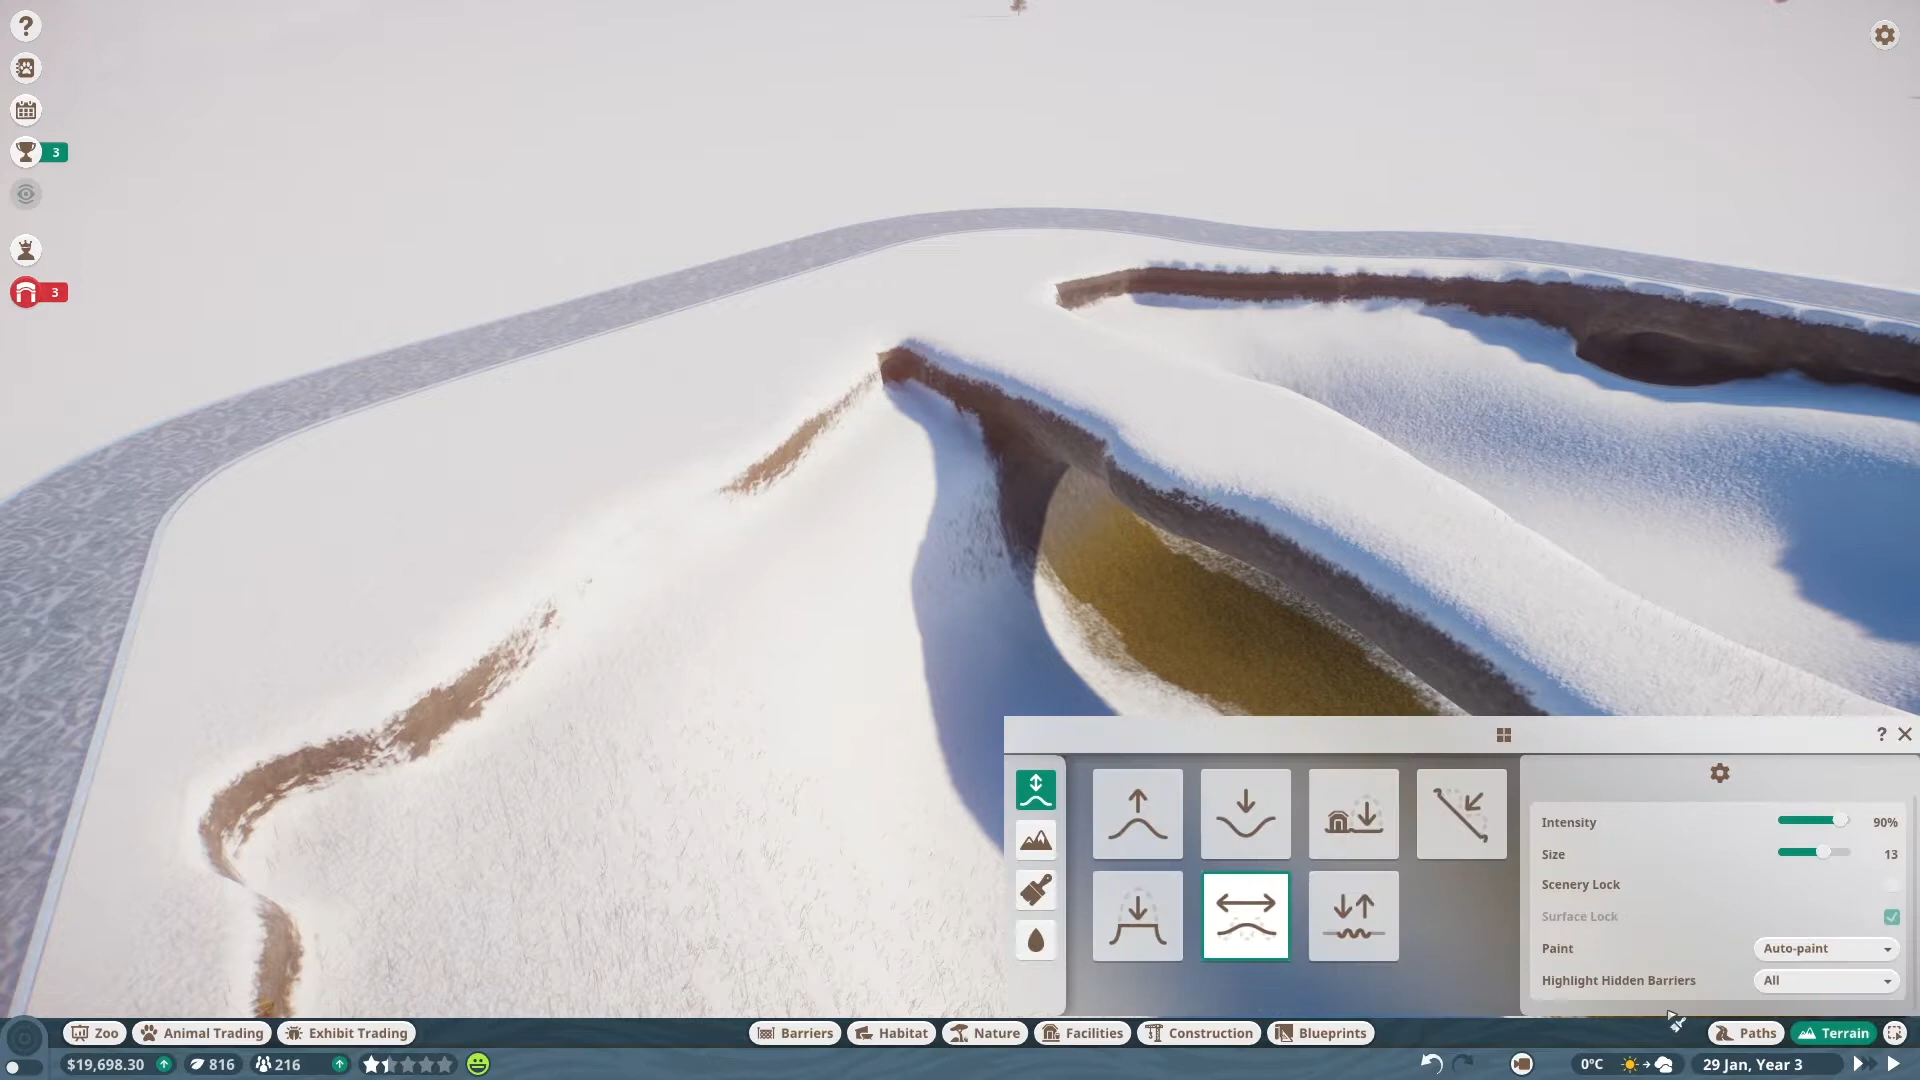 ?
3
3
?
Intensity 90%
Size 13
Scenery Lock
Surface Lock
Paint Auto-paint
Highlight Hidden Barriers All
Zoo Animal Trading Exhibit Trading Barriers Habitat Nature Facilities Construction Blueprints Paths Terrain
$19,698.30 816 216 0°C 29 Jan, Year 3